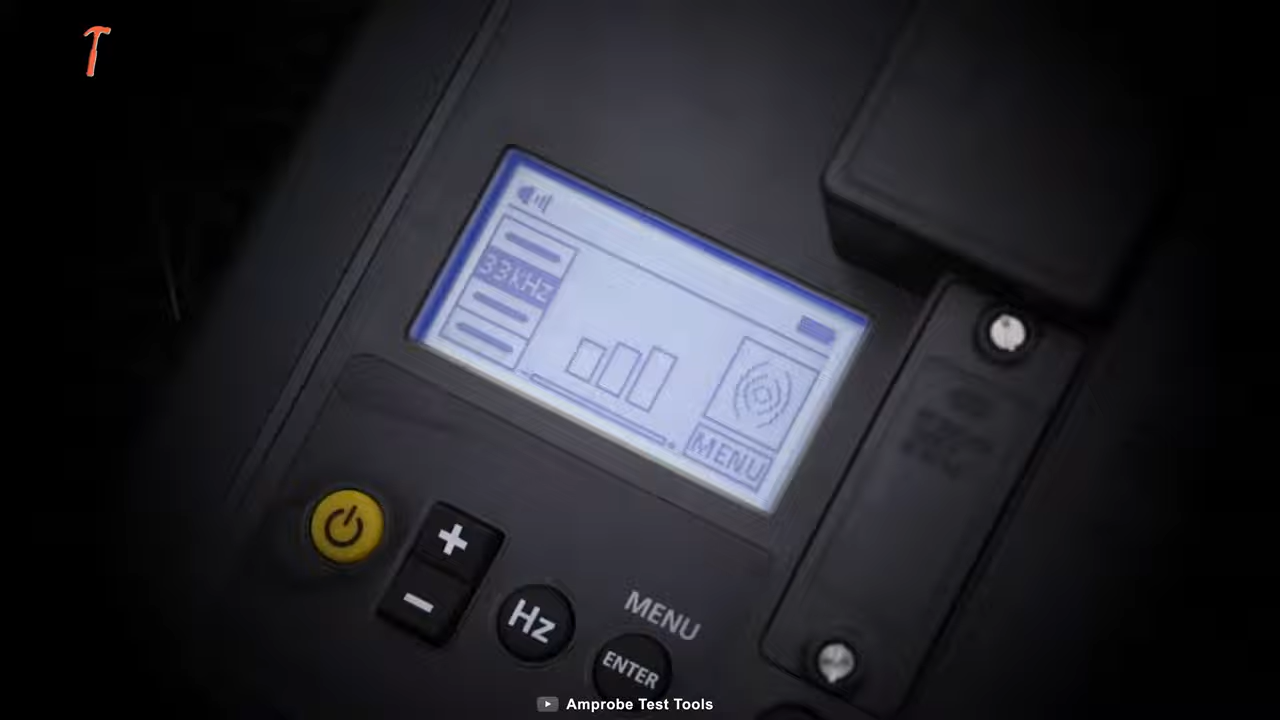 33kHz
MENU
+
-
Hz
MENU
ENTER
Amprobe Test Tools